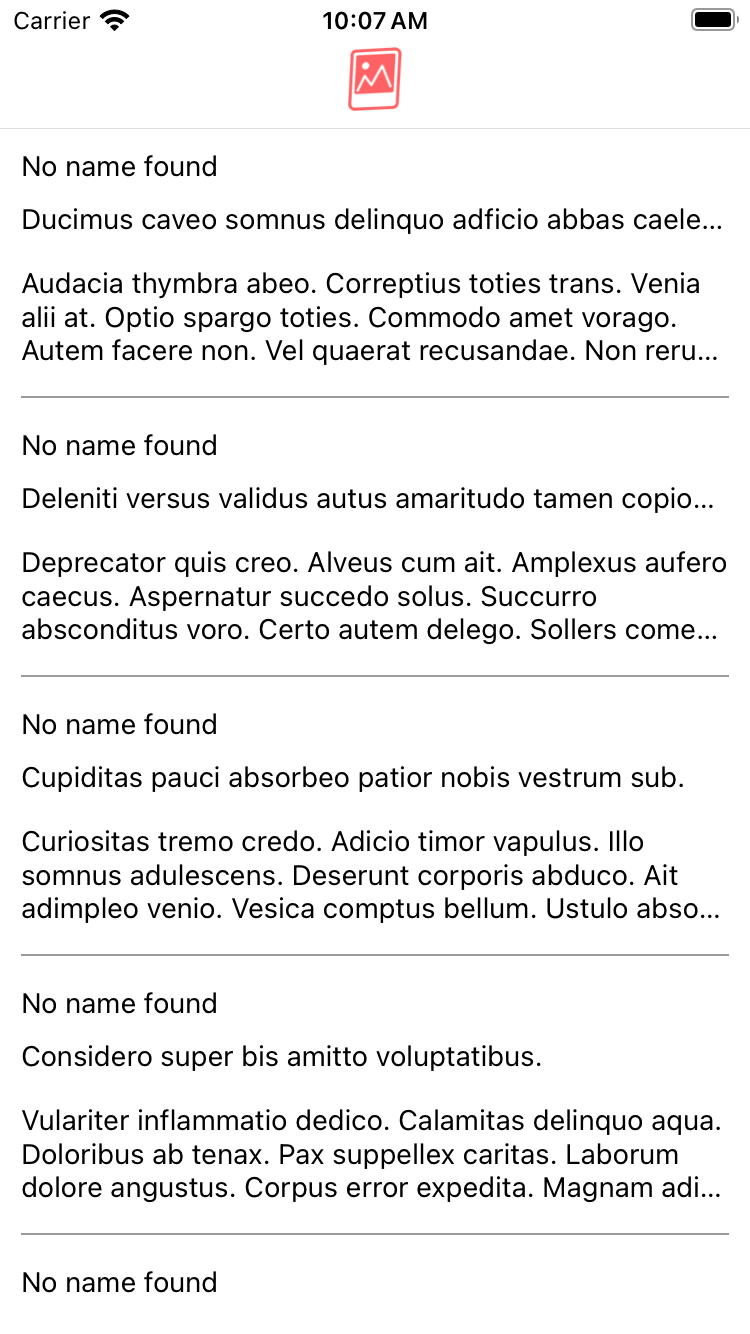 Carrier 10:07 AM
No name found
Ducimus caveo somnus delinquo adficio abbas caele...
Audacia thymbra abeo. Correptius toties trans. Venia
alii at. Optio spargo toties. Commodo amet vorago.
Autem facere non. Vel quaerat recusandae. Non reru...
No name found
Deleniti versus validus autus amaritudo tamen copio...
Deprecator quis creo. Alveus cum ait. Amplexus aufero
caecus. Aspernatur succedo solus. Succurro
absconditus voro. Certo autem delego. Sollers come...
No name found
Cupiditas pauci absorbeo patior nobis vestrum sub.
Curiositas tremo credo. Adicio timor vapulus. Illo
somnus adulescens. Deserunt corporis abduco. Ait
adimpleo venio. Vesica comptus bellum. Ustulo abso...
No name found
Considero super bis amitto voluptatibus.
Vulariter inflammatio dedico. Calamitas delinquo aqua.
Doloribus ab tenax. Pax suppellex caritas. Laborum
dolore angustus. Corpus error expedita. Magnam adi...
No name found